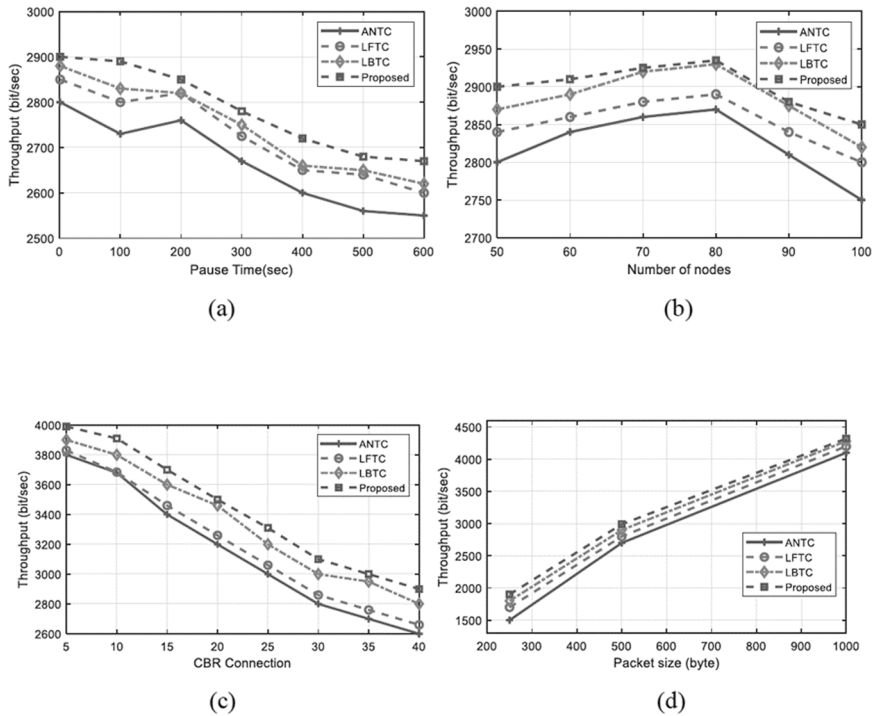 3000
2900
2800
2700
2600
2500
Throughput (bit/sec)
0 100 200 300 400 500 600
Pause Time(sec)
ANTC
LFTC
LBTC
Proposed
(a)
3000
2950
2900
2850
2800
2750
2700
Throughput (bit/sec)
50 60 70 80 90 100
Number of nodes
ANTC
LFTC
LBTC
Proposed
(b)
4000
3800
3600
3400
3200
3000
2800
2600
Throughput (bit/sec)
5 10 15 20 25 30 35 40
CBR Connection
ANTC
LFTC
LBTC
Proposed
(c)
4500
4000
3500
3000
2500
2000
1500
Throughput (bit/sec)
200 300 400 500 600 700 800 900 1000
Packet size (byte)
ANTC
LFTC
LBTC
Proposed
(d)